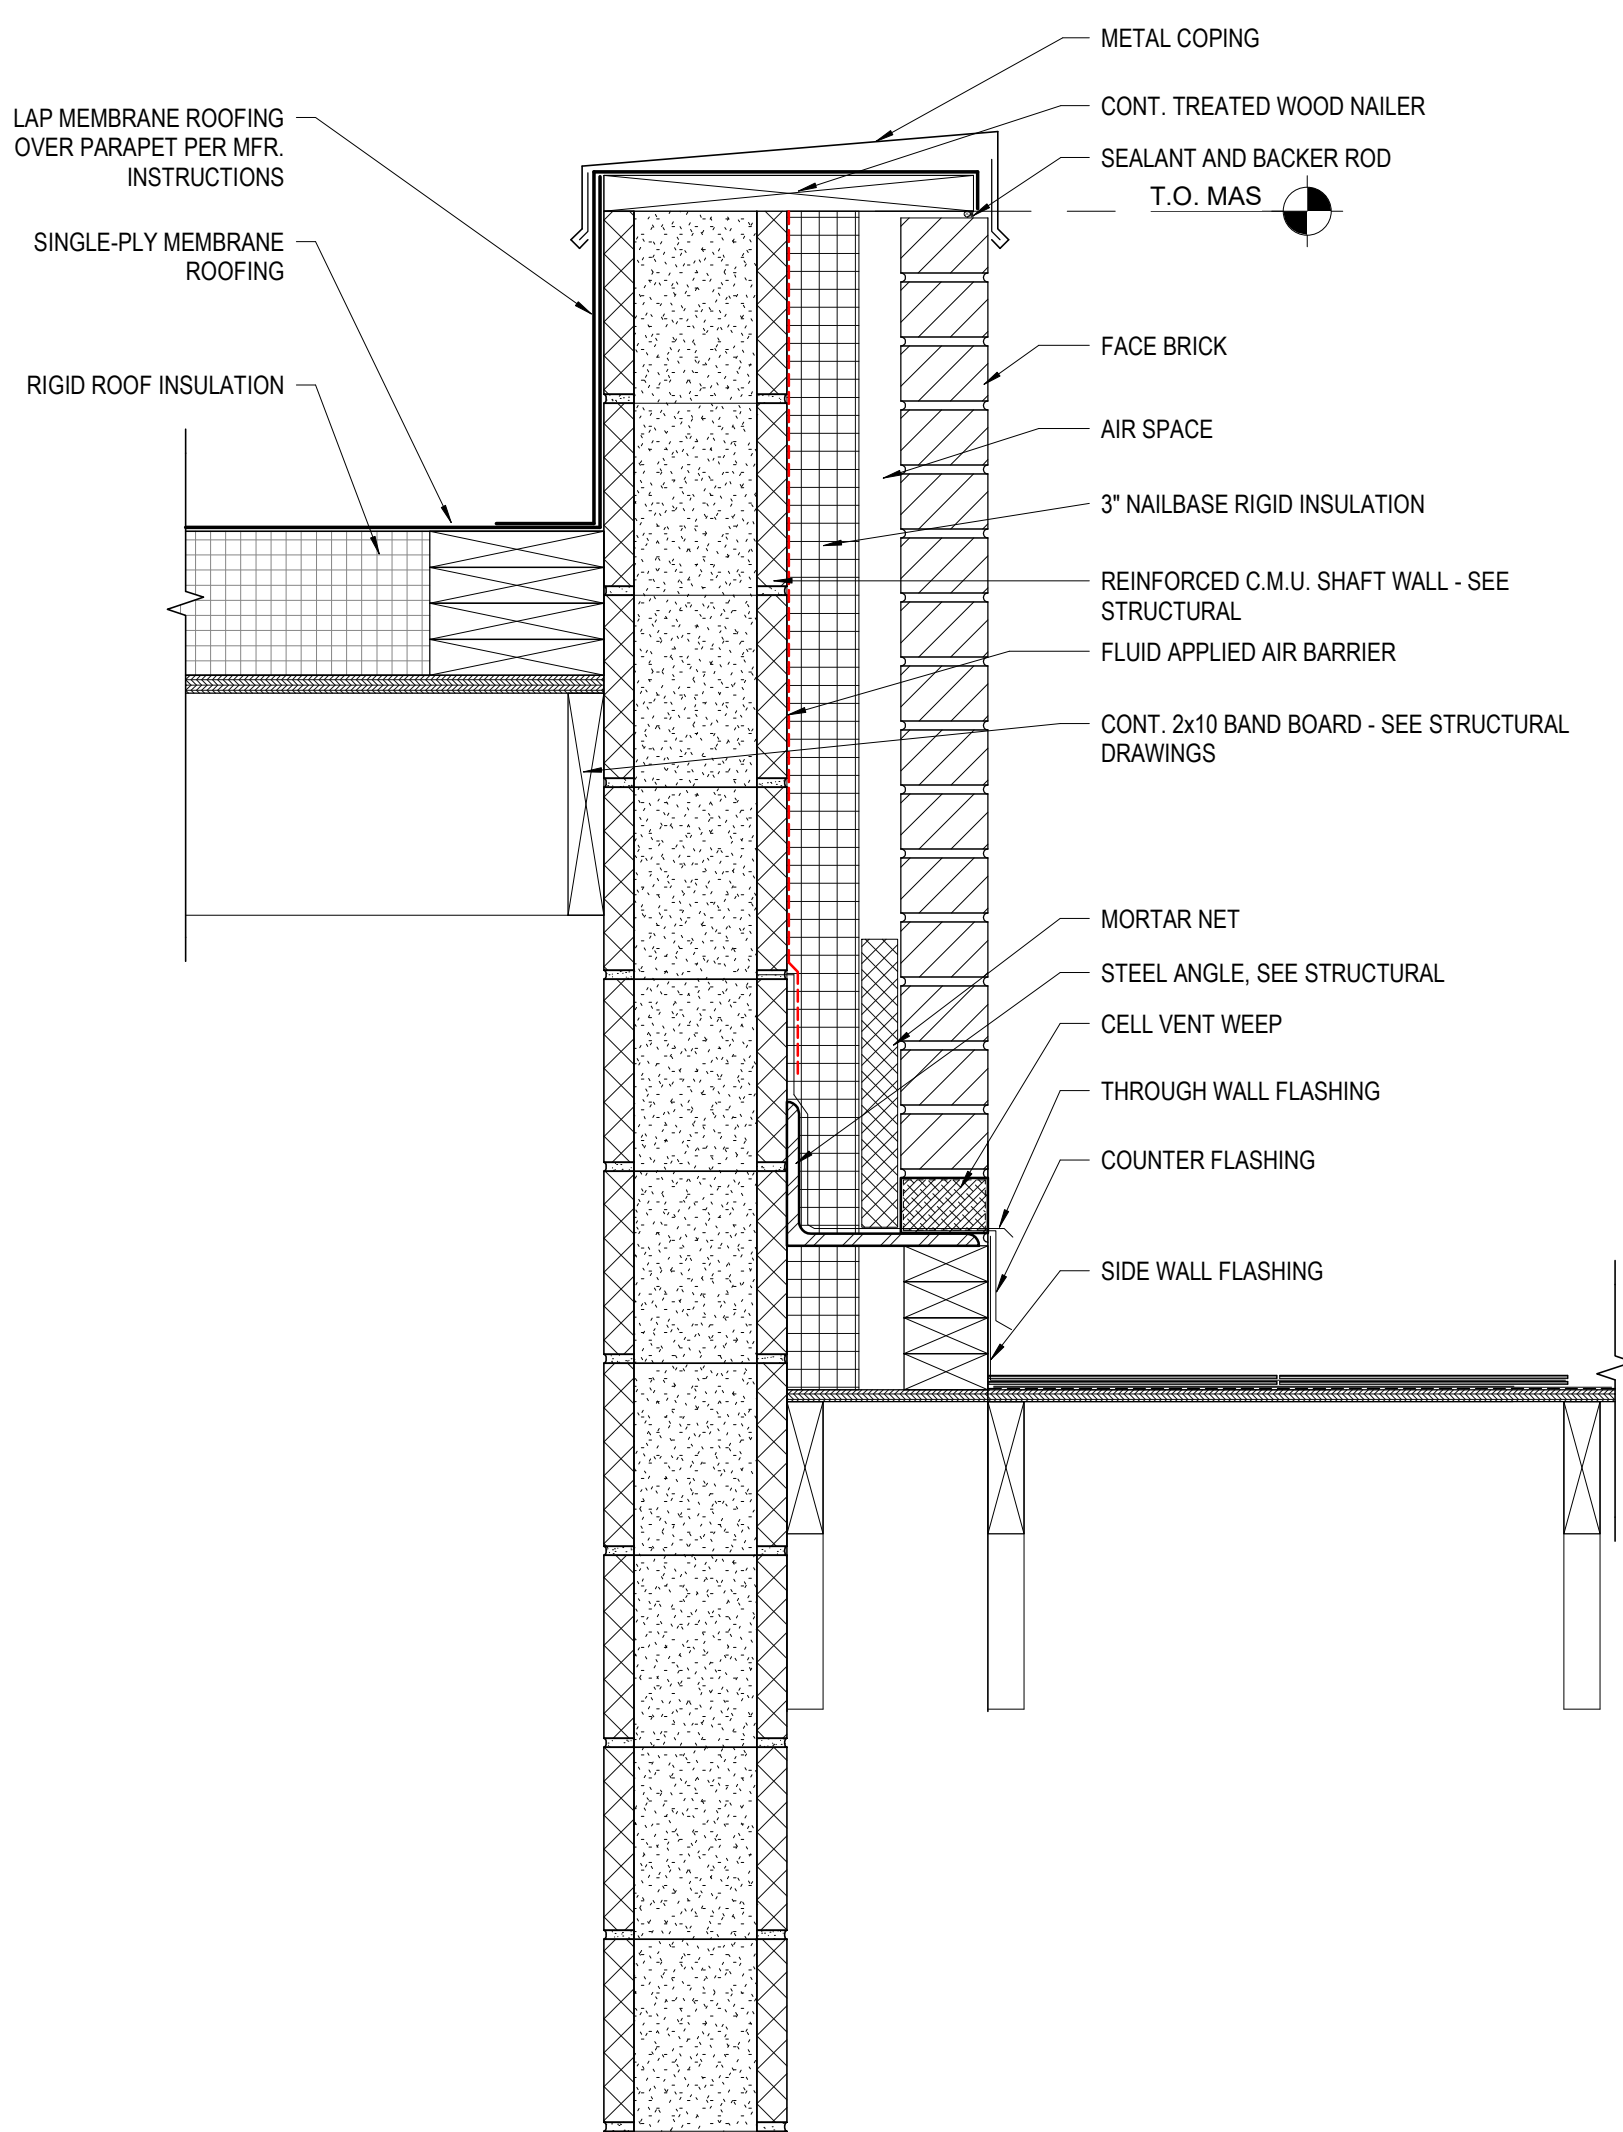 METAL COPING
CONT. TREATED WOOD NAILER
SEALANT AND BACKER ROD
T.O. MAS
LAP MEMBRANE ROOFING
OVER PARAPET PER MFR.
INSTRUCTIONS
SINGLE-PLY MEMBRANE
ROOFING
RIGID ROOF INSULATION
FACE BRICK
AIR SPACE
3" NAILBASE RIGID INSULATION
REINFORCED C.M.U. SHAFT WALL - SEE
STRUCTURAL
FLUID APPLIED AIR BARRIER
CONT. 2x10 BAND BOARD - SEE STRUCTURAL
DRAWINGS
MORTAR NET
STEEL ANGLE, SEE STRUCTURAL
CELL VENT WEEP
THROUGH WALL FLASHING
COUNTER FLASHING
SIDE WALL FLASHING